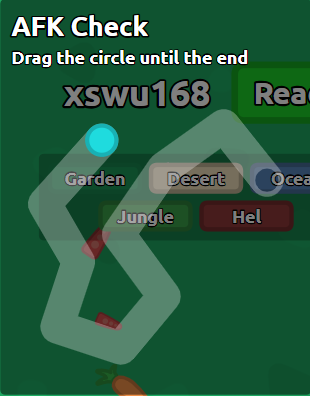 AFK Check
Drag the circle until the end
xswu168 Read
Garden Desert Ocea
Jungle Hel